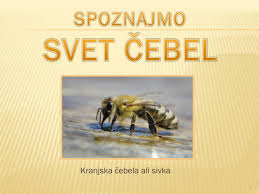 SPOZNAJMO
SVET ČEBEL
Kranjska čebela ali sivka